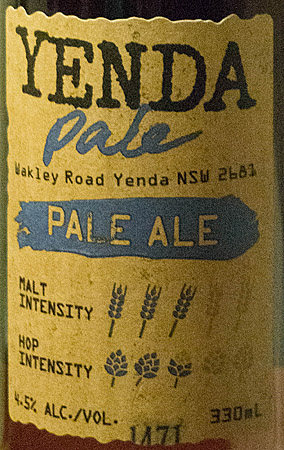 YENDA
pale
Wakley Road Yenda NSW 2681
PALE ALE
MALT
INTENSITY
HOP
INTENSITY
4.5% ALC./VOL. 330mL